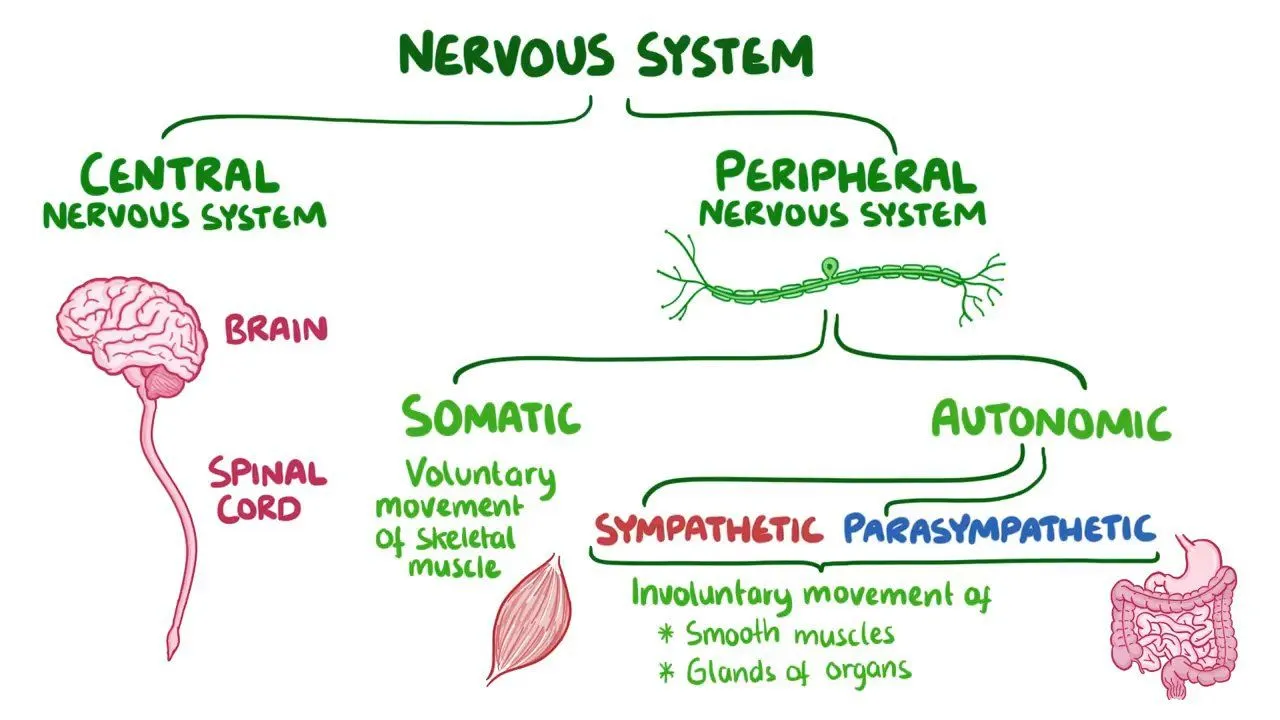 NERVOUS SYSTEM
CENTRAL
NERVOUS SYSTEM
BRAIN
SPINAL
CORD
PERIPHERAL
NERVOUS SYSTEM
SOMATIC
Voluntary
movement
of skeletal
muscle
AUTONOMIC
SYMPATHETIC PARASYMPATHETIC
Involuntary movement of
* Smooth muscles
* Glands of organs